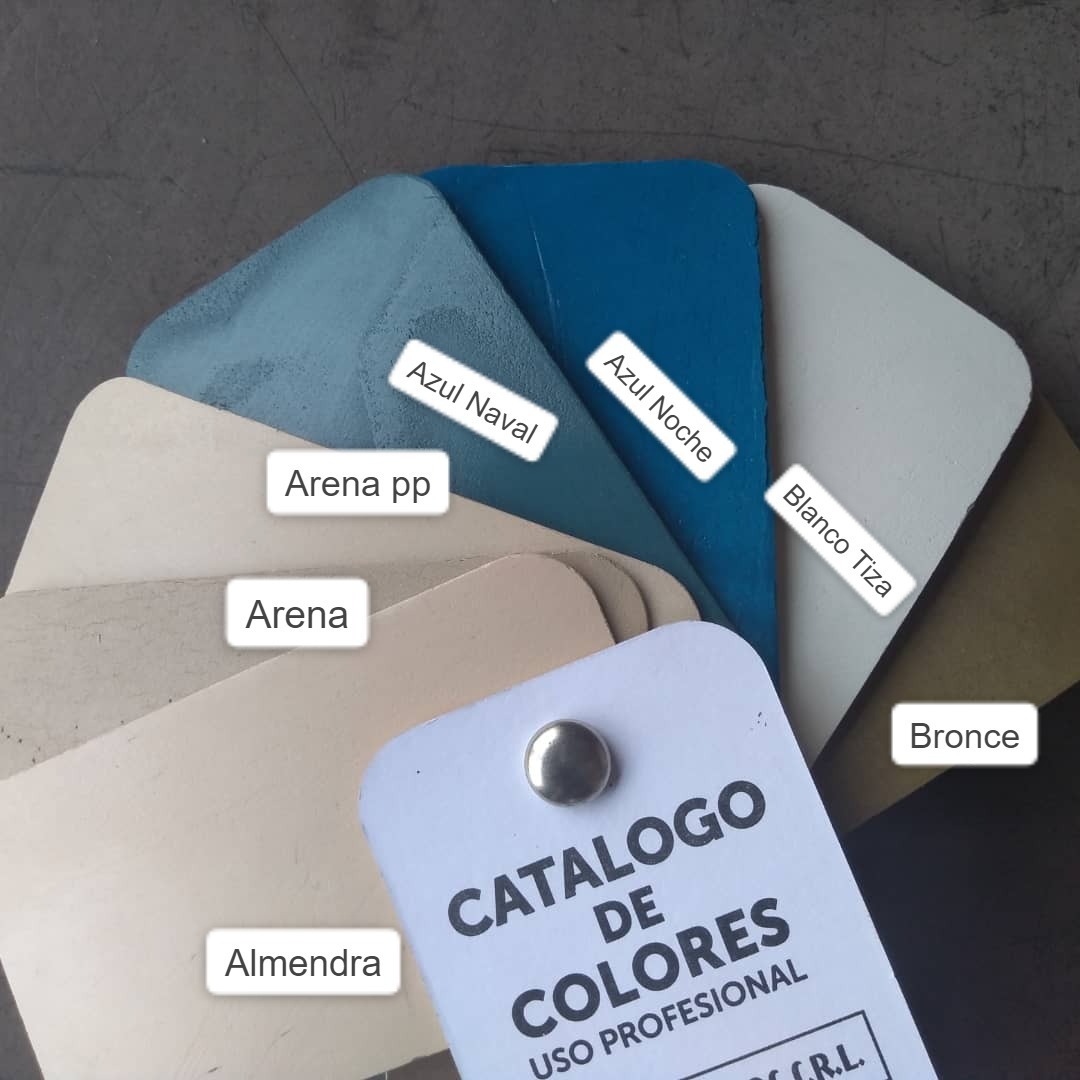 Azul Naval
Azul Noche
Arena pp
Blanco Tiza
Arena
Bronce
Almendra
CATALOGO
DE
COLORES
USO PROFESIONAL
S.R.L.